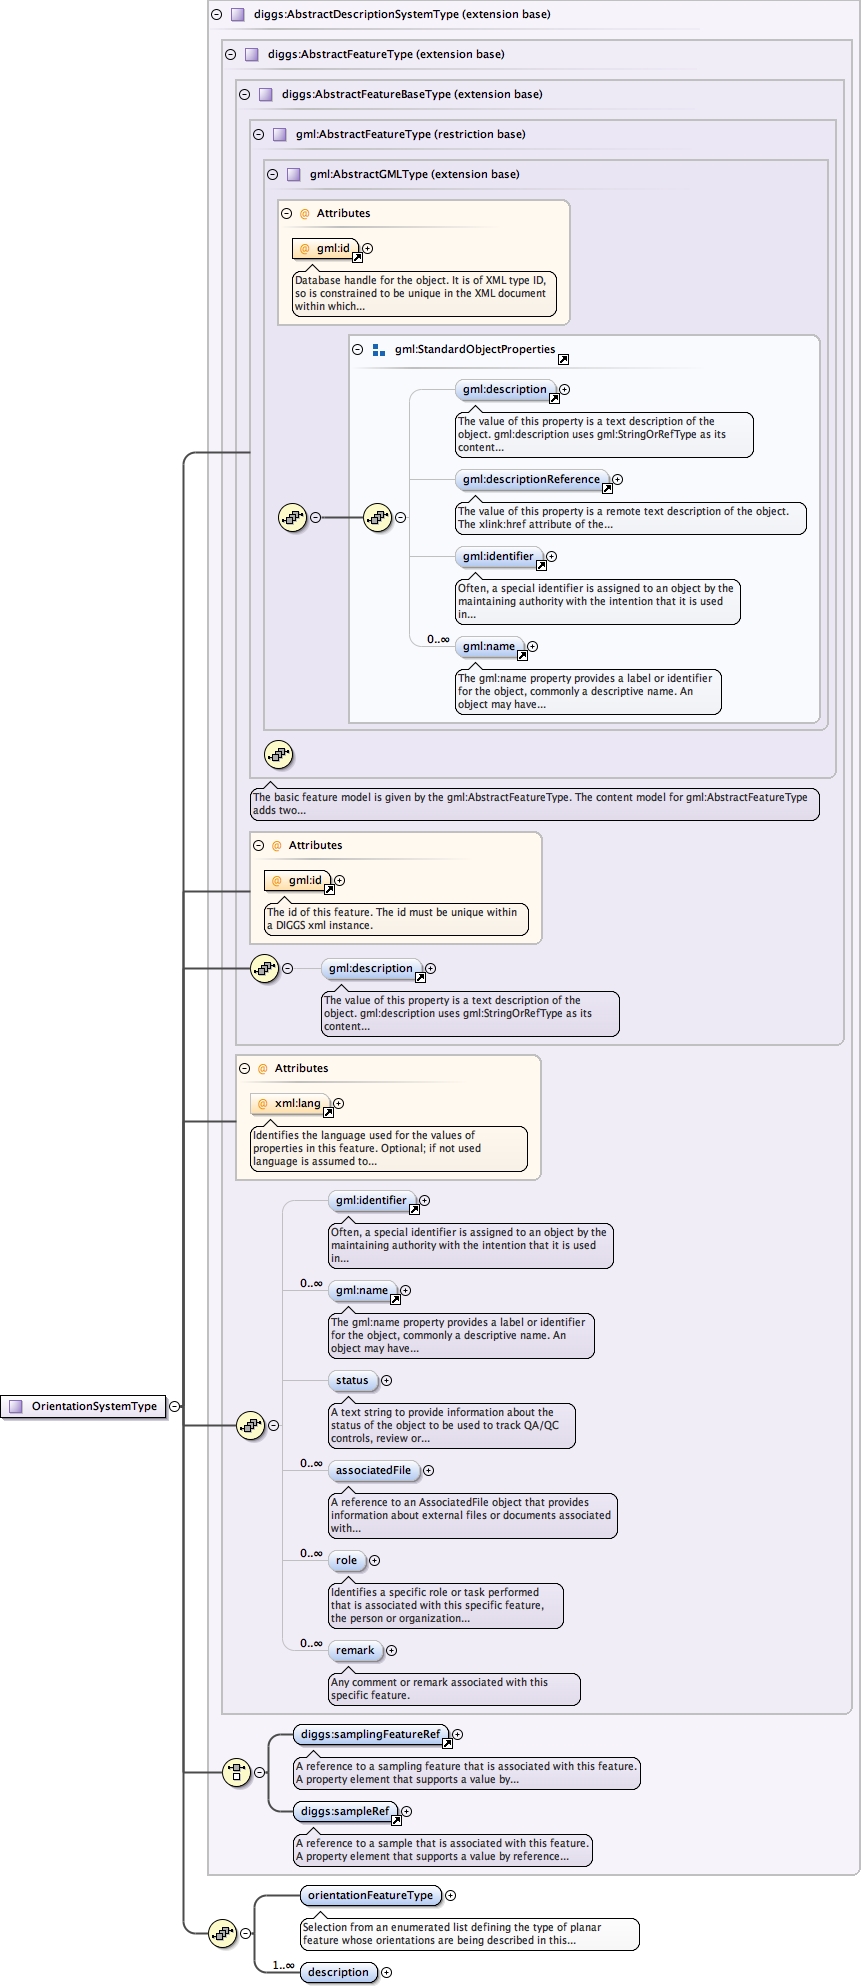 diggs:AbstractDescriptionSystemType (extension base)
diggs:AbstractFeatureType (extension base)
diggs:AbstractFeatureBaseType (extension base)
gml:AbstractFeatureType (restriction base)
gml:AbstractGMLType (extension base)
@ Attributes
@ gml:id
Database handle for the object. It is of XML type ID,
so is constrained to be unique in the XML document
within which...
gml:StandardObjectProperties
gml:description
The value of this property is a text description of the
object. gml:description uses gml:StringOrRefType as its
content...
gml:descriptionReference
The value of this property is a remote text description of the object.
The xlink:href attribute of the...
gml:identifier
Often, a special identifier is assigned to an object by the
maintaining authority with the intention that it is used
in...
0..∞
gml:name
The gml:name property provides a label or identifier
for the object, commonly a descriptive name. An
object may have...
The basic feature model is given by the gml:AbstractFeatureType. The content model for gml:AbstractFeatureType
adds two...
@ Attributes
@ gml:id
The id of this feature. The id must be unique within
a DIGGS xml instance.
gml:description
The value of this property is a text description of the
object. gml:description uses gml:StringOrRefType as its
content...
@ Attributes
@ xml:lang
Identifies the language used for the values of
properties in this feature. Optional; if not used
language is assumed to...
gml:identifier
Often, a special identifier is assigned to an object by the
maintaining authority with the intention that it is used
in...
0..∞
gml:name
The gml:name property provides a label or identifier
for the object, commonly a descriptive name. An
object may have...
status
A text string to provide information about the
status of the object to be used to track QA/QC
controls, review or...
OrientationSystemType
0..∞
associatedFile
A reference to an AssociatedFile object that provides
information about external files or documents associated
with...
0..∞
role
Identifies a specific role or task performed
that is associated with this specific feature,
the person or organization...
0..∞
remark
Any comment or remark associated with this
specific feature.
diggs:samplingFeatureRef
A reference to a sampling feature that is associated with this feature.
A property element that supports a value by...
diggs:sampleRef
A reference to a sample that is associated with this feature.
A property element that supports a value by reference...
orientationFeatureType
Selection from an enumerated list defining the type of planar
feature whose orientations are being described in this...
1..∞
description